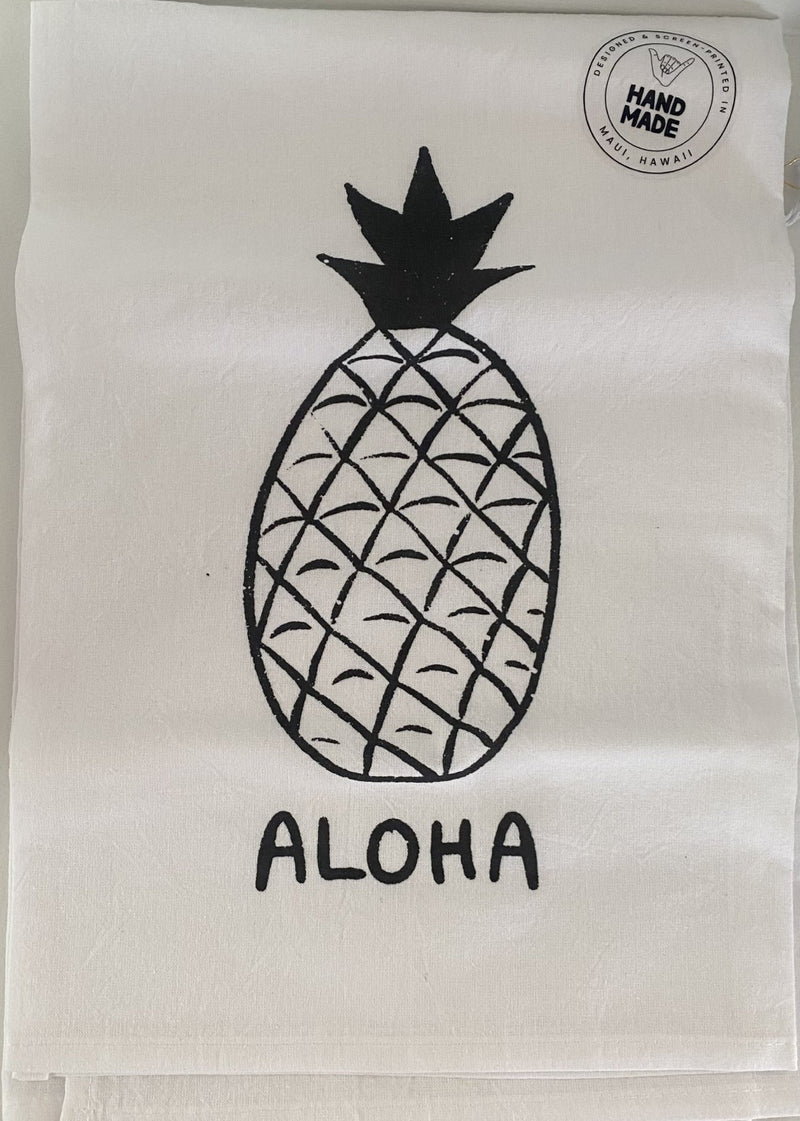 DESIGNED & SCREEN-PRINTED IN
HAND
MADE
MAUI, HAWAII
ALOHA